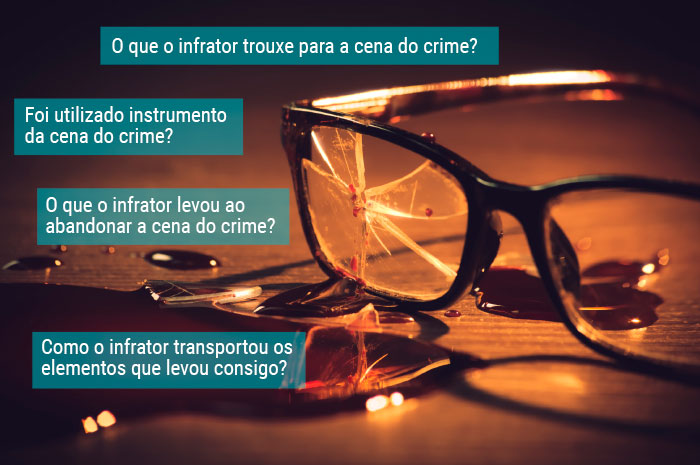 O que o infrator trouxe para a cena do crime?
Foi utilizado instrumento
da cena do crime?
O que o infrator levou ao
abandonar a cena do crime?
Como o infrator transportou os
elementos que levou consigo?